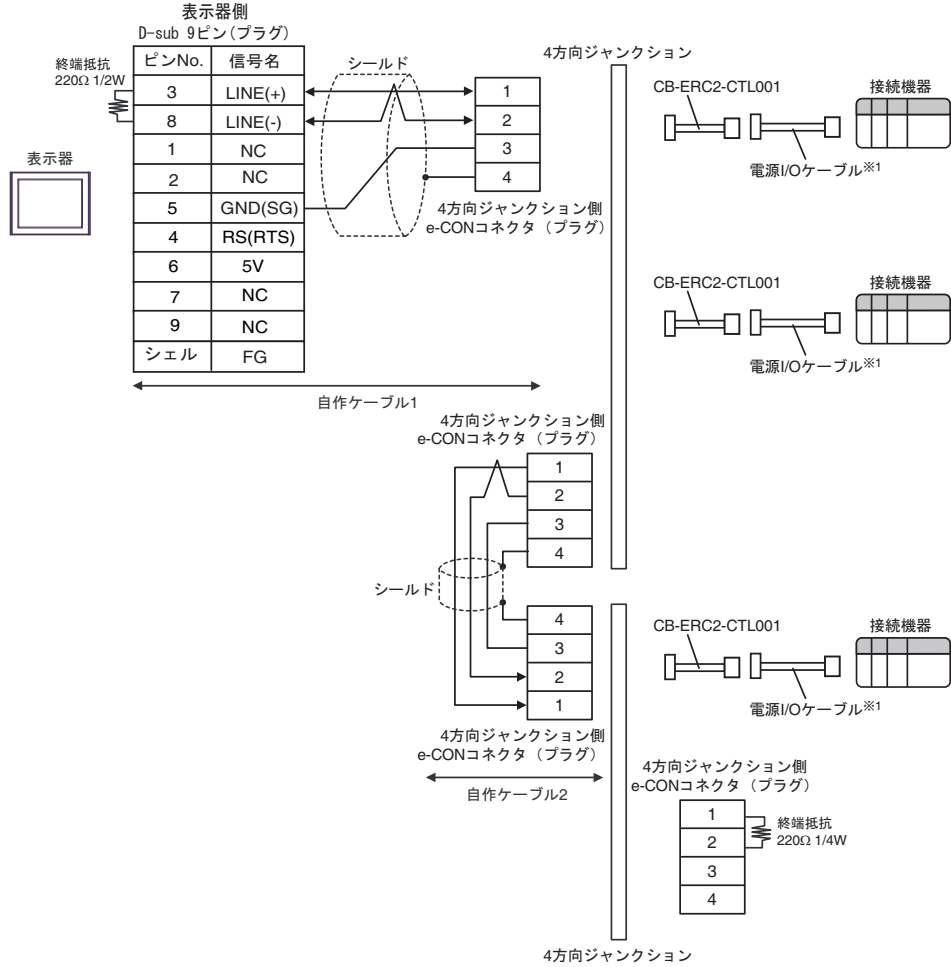 表示器側
D-sub 9ピン(プラグ)
終端抵抗
220Ω 1/2W
ピンNo. 信号名
3 LINE(+)
8 LINE(-)
1 NC
2 NC
5 GND(SG)
4 RS(RTS)
6 5V
7 NC
9 NC
シェル FG
表示器
シールド
1
2
3
4
4方向ジャンクション側
e-CONコネクタ（プラグ）
自作ケーブル1
4方向ジャンクション
CB-ERC2-CTL001
接続機器
電源I/Oケーブル※1
CB-ERC2-CTL001
接続機器
電源I/Oケーブル※1
4方向ジャンクション側
e-CONコネクタ（プラグ）
1
2
3
4
シールド
4
3
2
1
4方向ジャンクション側
e-CONコネクタ（プラグ）
自作ケーブル2
CB-ERC2-CTL001
接続機器
電源I/Oケーブル※1
4方向ジャンクション側
e-CONコネクタ（プラグ）
1
2
3
4
終端抵抗
220Ω 1/4W
4方向ジャンクション